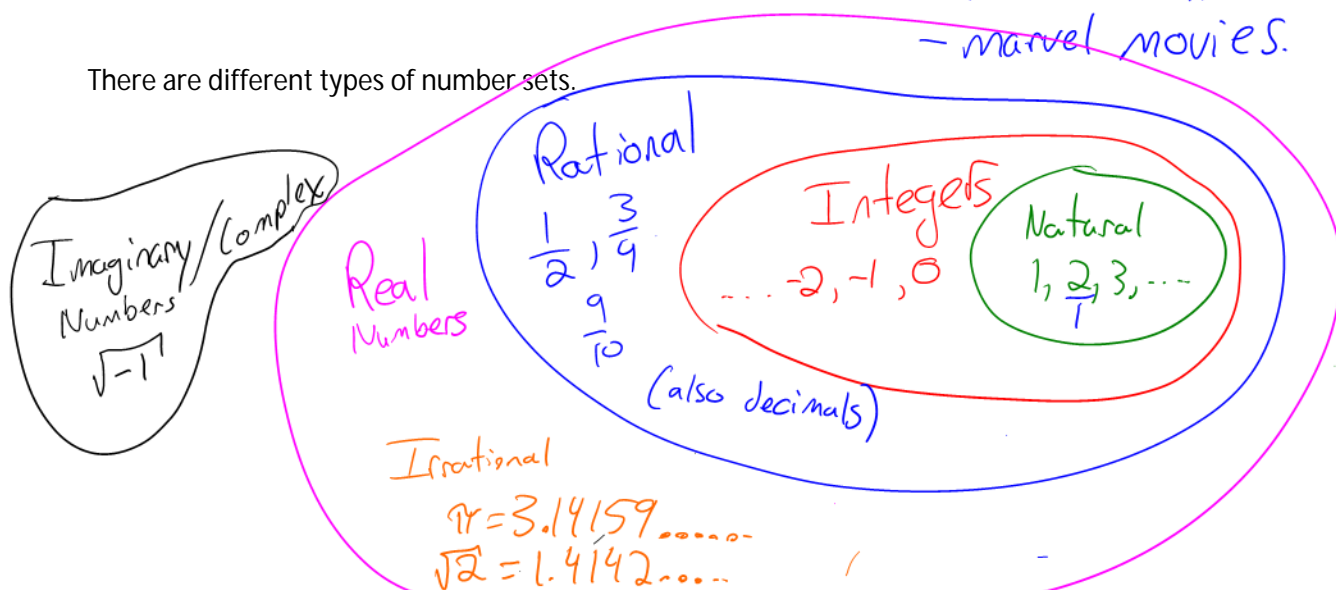 - marvel movies.
There are different types of number sets.
Rational
1/2, 3/4
9/10
(also decimals)
Integers
.... -2, -1, 0
Natural
1, 2, 3, ....
1
Imaginary/Complex
Numbers
√-1
Real
Numbers
Irrational
π = 3.14159......
√2 = 1.4142.....